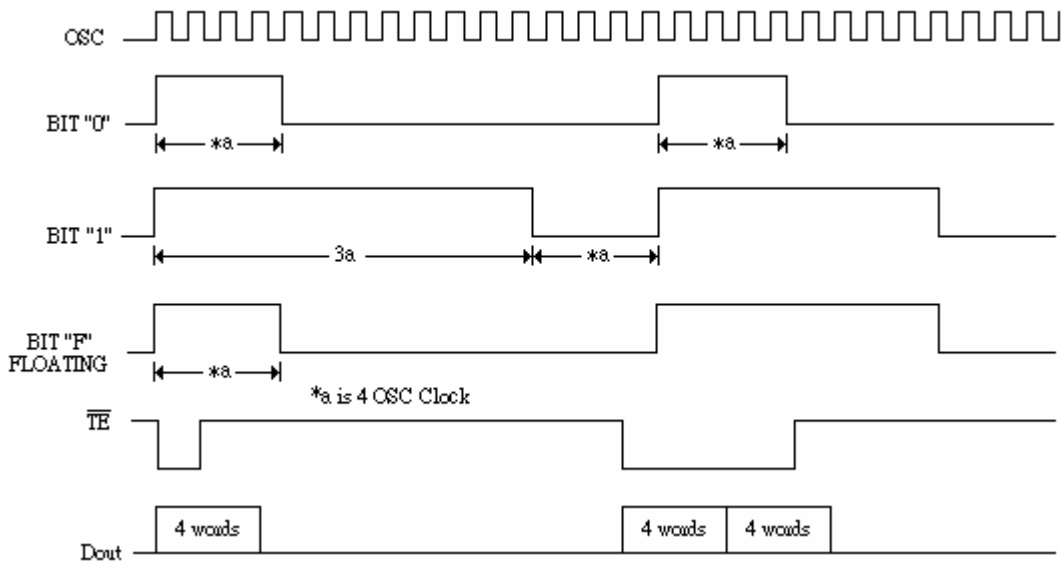 OSC
BIT "0"
*a
*a
BIT "1"
3a
*a
BIT "F"
FLOATING
*a
*a is 4 OSC Clock
TE
4 words
4 words
4 words
Dout